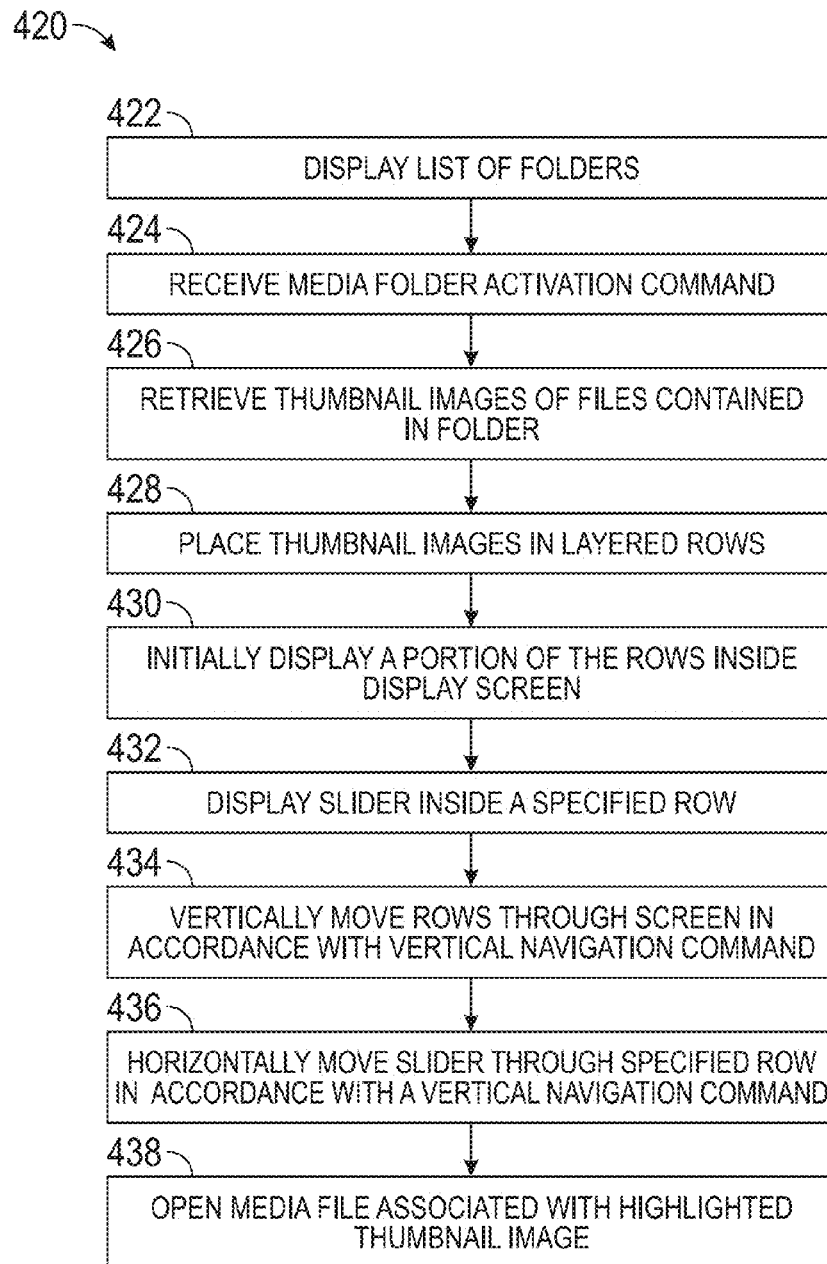 420
422
DISPLAY LIST OF FOLDERS
424
RECEIVE MEDIA FOLDER ACTIVATION COMMAND
426
RETRIEVE THUMBNAIL IMAGES OF FILES CONTAINED
IN FOLDER
428
PLACE THUMBNAIL IMAGES IN LAYERED ROWS
430
INITIALLY DISPLAY A PORTION OF THE ROWS INSIDE
DISPLAY SCREEN
432
DISPLAY SLIDER INSIDE A SPECIFIED ROW
434
VERTICALLY MOVE ROWS THROUGH SCREEN IN
ACCORDANCE WITH VERTICAL NAVIGATION COMMAND
436
HORIZONTALLY MOVE SLIDER THROUGH SPECIFIED ROW
IN ACCORDANCE WITH A VERTICAL NAVIGATION COMMAND
438
OPEN MEDIA FILE ASSOCIATED WITH HIGHLIGHTED
THUMBNAIL IMAGE